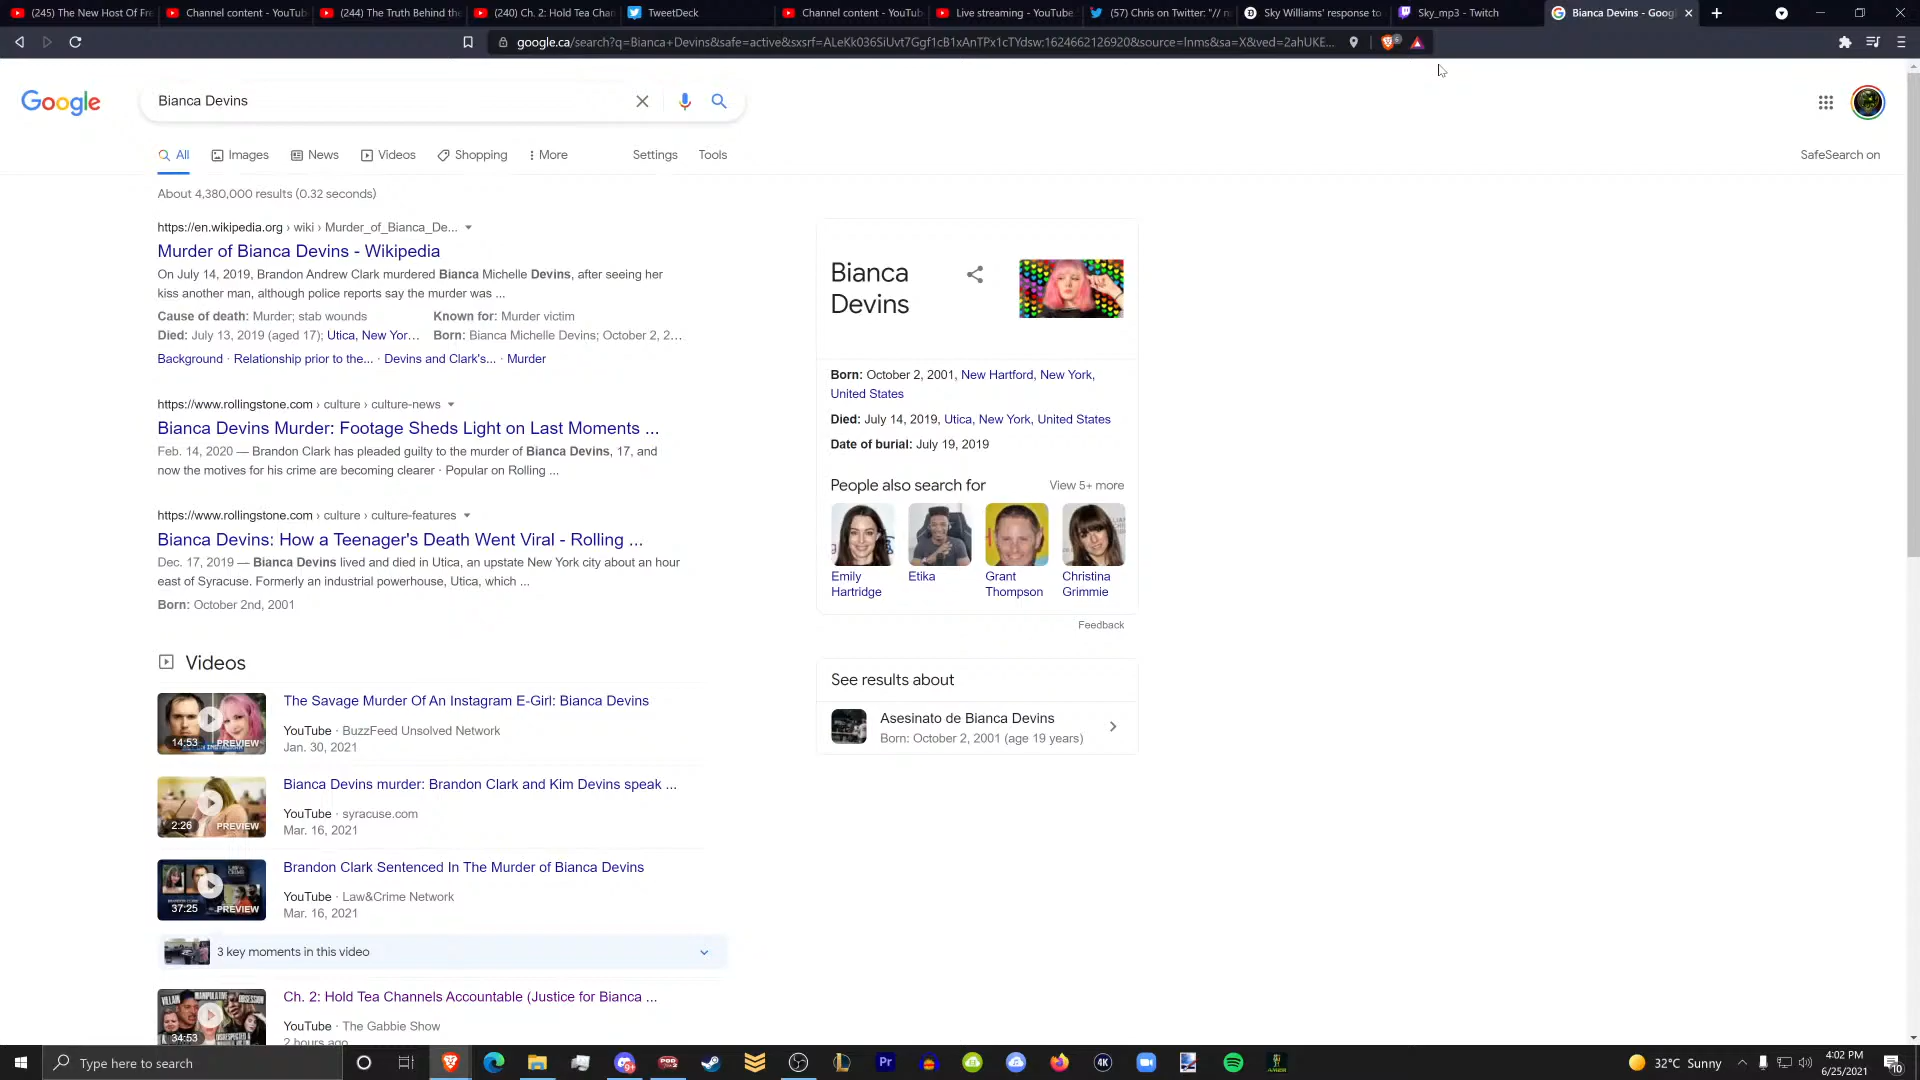 (245) The New Host Of Fre
Channel content - YouTub
(244) The Truth Behind the
(240) Ch. 2: Hold Tea Chan
TweetDeck
Channel content - YouTub
Live streaming - YouTube
(57) Chris on Twitter: "// n
Sky Williams' response to
Sky_mp3 - Twitch
Bianca Devins - Googl
google.ca/search?q=Bianca+Devins&safe=active&sxsrf=ALeKk036SiUvt7Ggf1cB1xAnTPx1cTYdsw:1624662126920&source=lnms&sa=X&ved=2ahUKE...
Google
Bianca Devins
All Images News Videos Shopping More Settings Tools
SafeSearch on
About 4,380,000 results (0.32 seconds)
https://en.wikipedia.org › wiki › Murder_of_Bianca_De...
Murder of Bianca Devins - Wikipedia
On July 14, 2019, Brandon Andrew Clark murdered Bianca Michelle Devins, after seeing her
kiss another man, although police reports say the murder was ...
Cause of death: Murder; stab wounds Known for: Murder victim
Died: July 13, 2019 (aged 17); Utica, New Yor... Born: Bianca Michelle Devins; October 2, 2...
Background · Relationship prior to the... · Devins and Clark's... · Murder
https://www.rollingstone.com › culture › culture-news
Bianca Devins Murder: Footage Sheds Light on Last Moments ...
Feb. 14, 2020 — Brandon Clark has pleaded guilty to the murder of Bianca Devins, 17, and
now the motives for his crime are becoming clearer · Popular on Rolling ...
https://www.rollingstone.com › culture › culture-features
Bianca Devins: How a Teenager's Death Went Viral - Rolling ...
Dec. 17, 2019 — Bianca Devins lived and died in Utica, an upstate New York city about an hour
east of Syracuse. Formerly an industrial powerhouse, Utica, which ...
Born: October 2nd, 2001
Videos
The Savage Murder Of An Instagram E-Girl: Bianca Devins
YouTube · BuzzFeed Unsolved Network
Jan. 30, 2021
14:53 PREVIEW
Bianca Devins murder: Brandon Clark and Kim Devins speak ...
YouTube · syracuse.com
Mar. 16, 2021
2:26 PREVIEW
Brandon Clark Sentenced In The Murder of Bianca Devins
YouTube · Law&Crime Network
Mar. 16, 2021
37:25 PREVIEW
3 key moments in this video
Ch. 2: Hold Tea Channels Accountable (Justice for Bianca ...
YouTube · The Gabbie Show
2 hours ago
34:53
Bianca
Devins
Born: October 2, 2001, New Hartford, New York,
United States
Died: July 14, 2019, Utica, New York, United States
Date of burial: July 19, 2019
People also search for View 5+ more
Emily
Hartridge
Etika
Grant
Thompson
Christina
Grimmie
Feedback
See results about
Asesinato de Bianca Devins
Born: October 2, 2001 (age 19 years)
Type here to search
Pr
4K
32°C Sunny
4:02 PM
6/25/2021
10